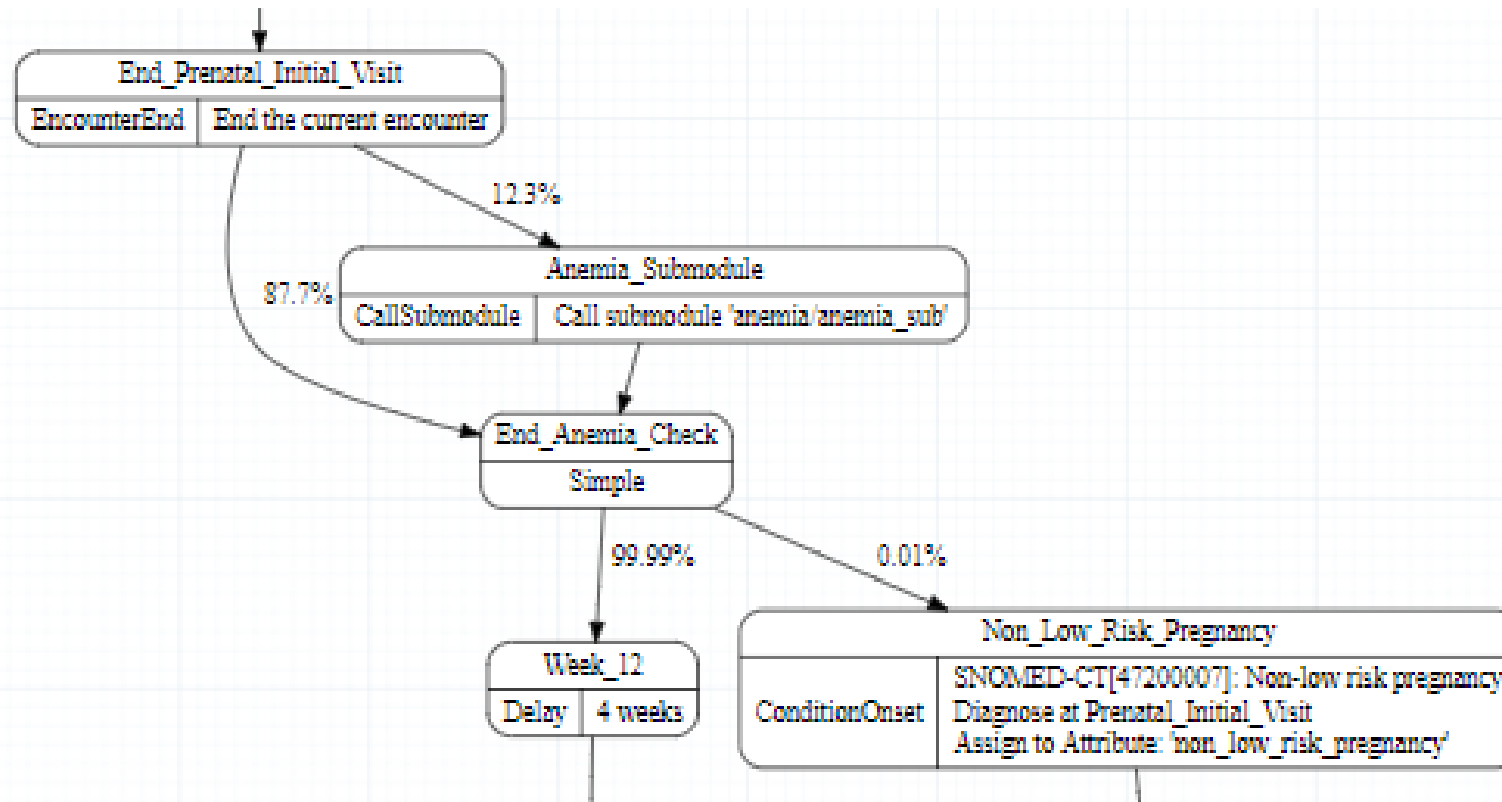 End_Prenatal_Initial_Visit
EncounterEnd End the current encounter
12.3%
Anemia_Submodule
87.7%
CallSubmodule Call submodule 'anemia/anemia_sub'
End_Anemia_Check
Simple
99.99%
0.01%
Non_Low_Risk_Pregnancy
Week_12
SNOMED-CT[47200007]: Non-low risk pregnancy
Delay 4 weeks
ConditionOnset Diagnose at Prenatal_Initial_Visit
Assign to Attribute: 'non_low_risk_pregnancy'